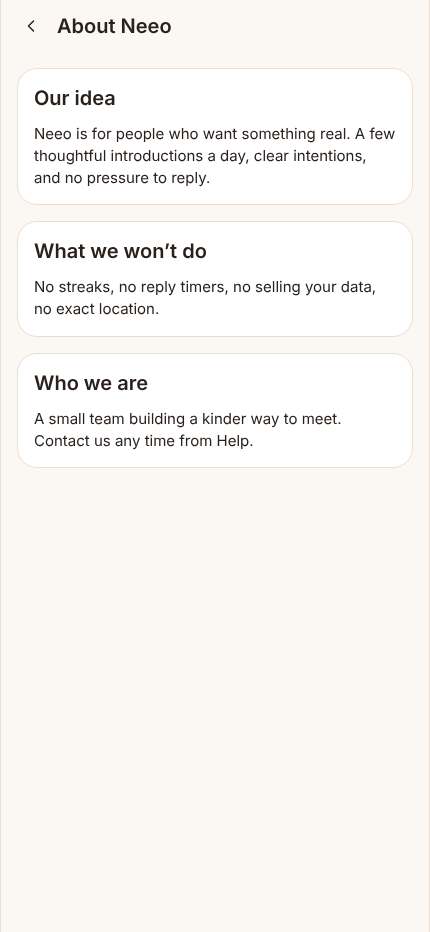 About Neeo
Our idea
Neeo is for people who want something real. A few
thoughtful introductions a day, clear intentions,
and no pressure to reply.
What we won’t do
No streaks, no reply timers, no selling your data,
no exact location.
Who we are
A small team building a kinder way to meet.
Contact us any time from Help.